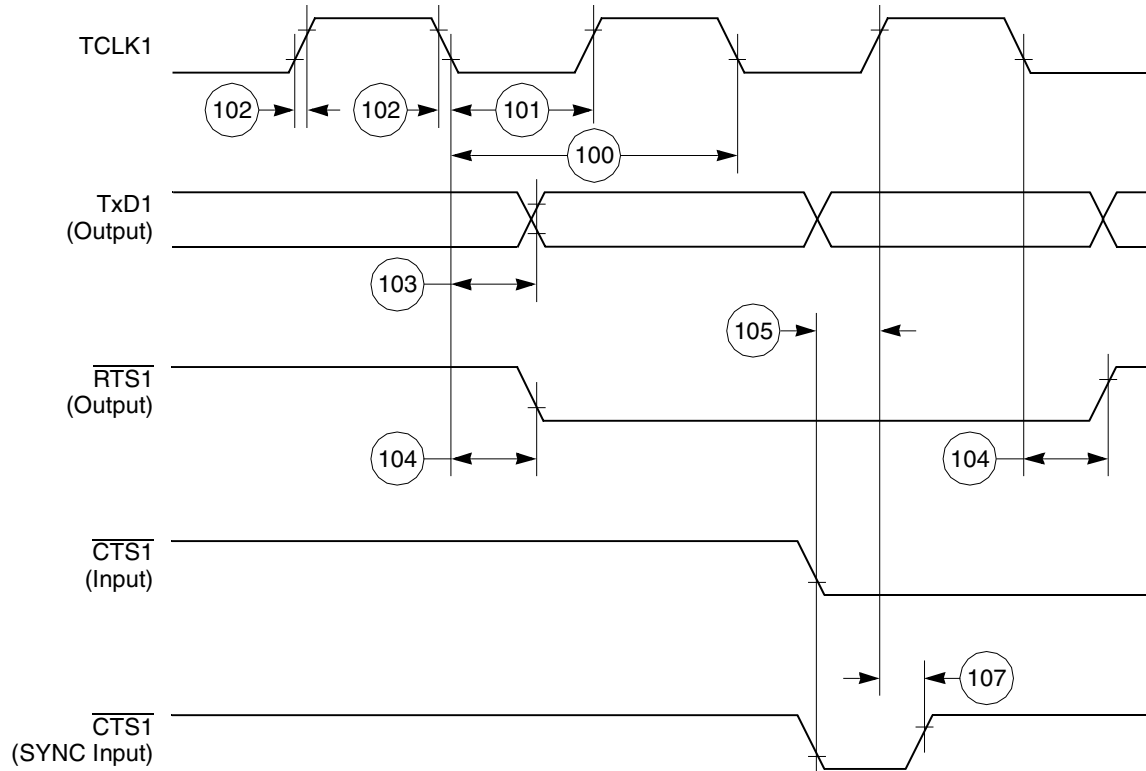 TCLK1
102
102
101
100
TxD1
(Output)
103
105
RTS1
(Output)
104
104
CTS1
(Input)
107
CTS1
(SYNC Input)